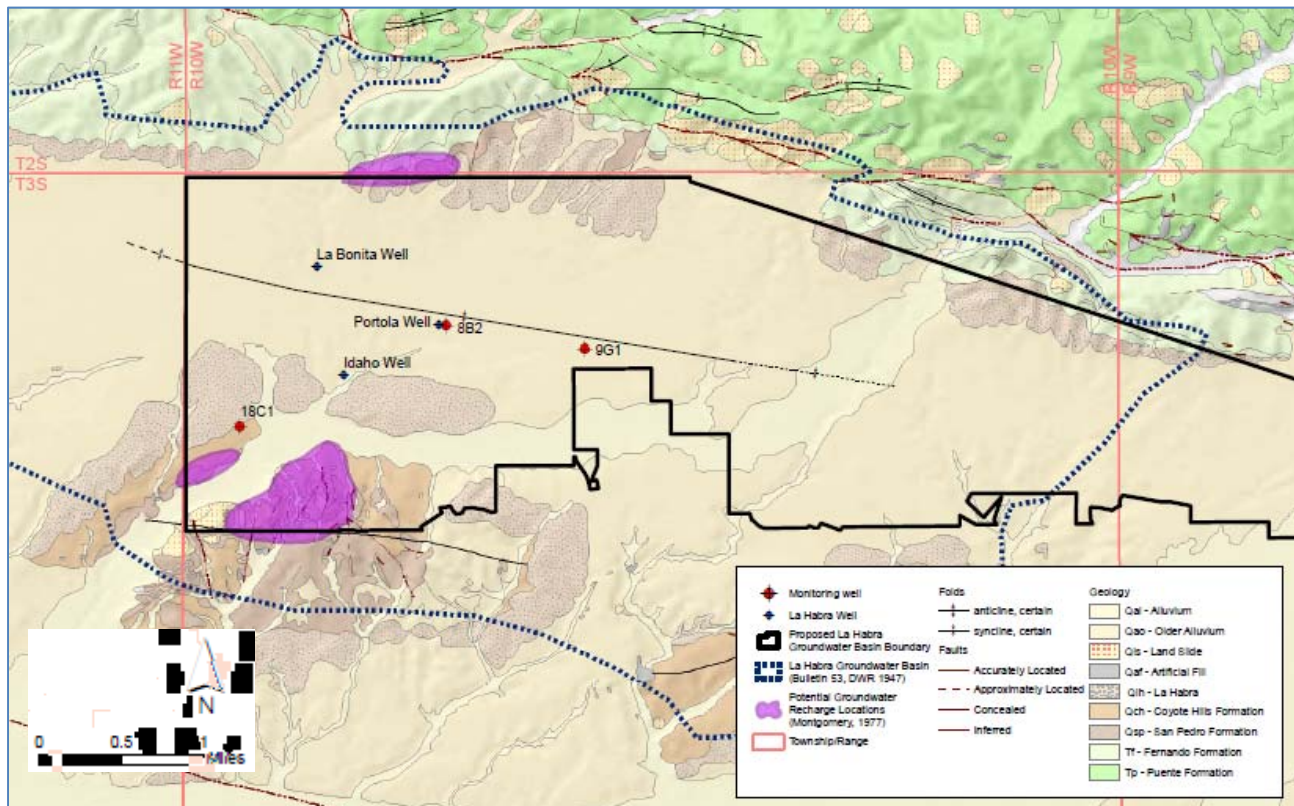 R11W
R10W
R10W
R9W
T2S
T3S
La Bonita Well
Portola Well
8B2
9G1
Idaho Well
18C1
N
0 0.5 1
Miles
Monitoring well
La Habra Well
Proposed La Habra
Groundwater Basin Boundary
La Habra Groundwater Basin
(Bulletin 53, DWR 1947)
Potential Groundwater
Recharge Locations
(Montgomery, 1977)
Township/Range
Folds
anticline, certain
syncline, certain
Faults
Accurately Located
Approximately Located
Concealed
Inferred
Geology
Qal - Alluvium
Qao - Older Alluvium
Qls - Land Slide
Qaf - Artificial Fill
Qlh - La Habra
Qch - Coyote Hills Formation
Qsp - San Pedro Formation
Tf - Fernando Formation
Tp - Puente Formation